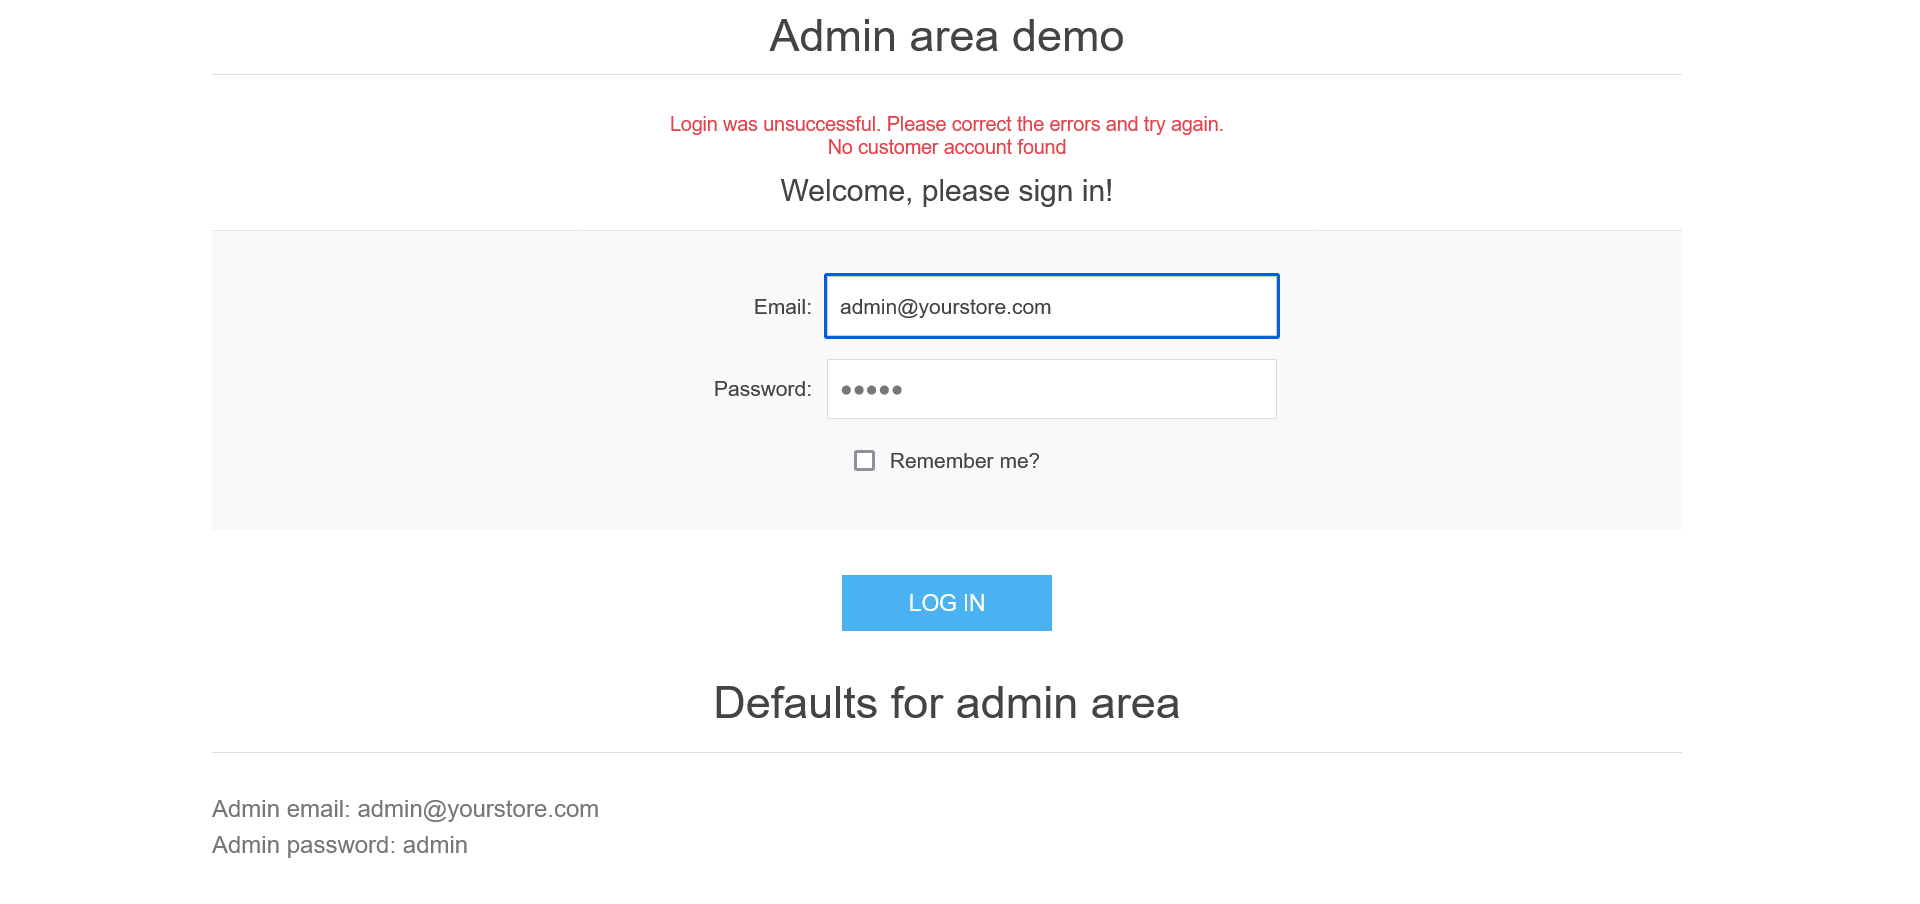 Admin area demo
Login was unsuccessful. Please correct the errors and try again.
No customer account found
Welcome, please sign in!
Email: admin@yourstore.com
Password: •••••
Remember me?
LOG IN
Defaults for admin area
Admin email: admin@yourstore.com
Admin password: admin